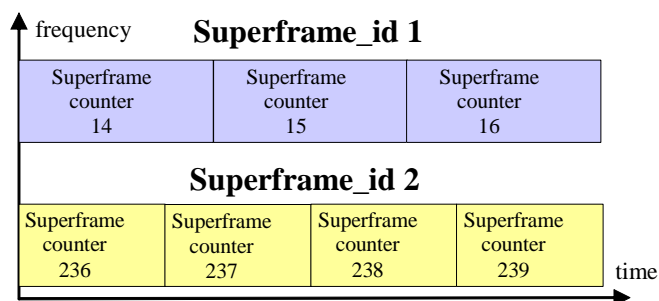 frequency
Superframe_id 1
Superframe
counter
14
Superframe
counter
15
Superframe
counter
16
Superframe_id 2
Superframe
counter
236
Superframe
counter
237
Superframe
counter
238
Superframe
counter
239
time